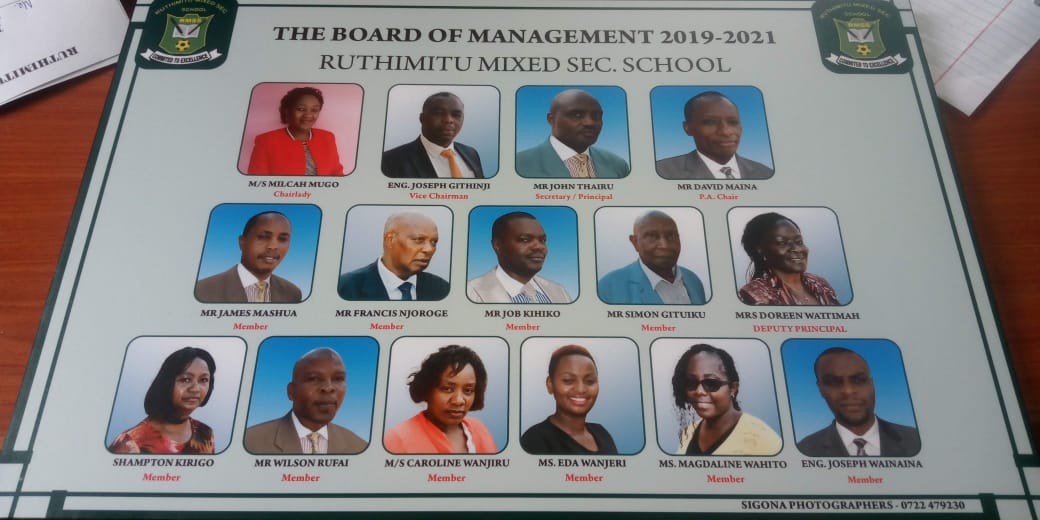 RUTHIMITU MIXED SEC
SCHOOL
RMSS
COMMITED TO EXCELLENCE
RUTHIMITU MIXED SEC
SCHOOL
RMSS
COMMITED TO EXCELLENCE
THE BOARD OF MANAGEMENT 2019-2021
RUTHIMITU MIXED SEC. SCHOOL
M/S MILCAH MUGO
Chairlady
ENG. JOSEPH GITHINJI
Vice Chairman
MR JOHN THAIRU
Secretary / Principal
MR DAVID MAINA
P.A. Chair
MR JAMES MASHUA
Member
MR FRANCIS NJOROGE
Member
MR JOB KIHIKO
Member
MR SIMON GITUIKU
Member
MRS DOREEN WATIMAH
DEPUTY PRINCIPAL
SHAMPTON KIRIGO
Member
MR WILSON RUFAI
Member
M/S CAROLINE WANJIRU
Member
MS. EDA WANJERI
Member
MS. MAGDALINE WAHITO
Member
ENG. JOSEPH WAINAINA
Member
SIGONA PHOTOGRAPHERS - 0722 479230